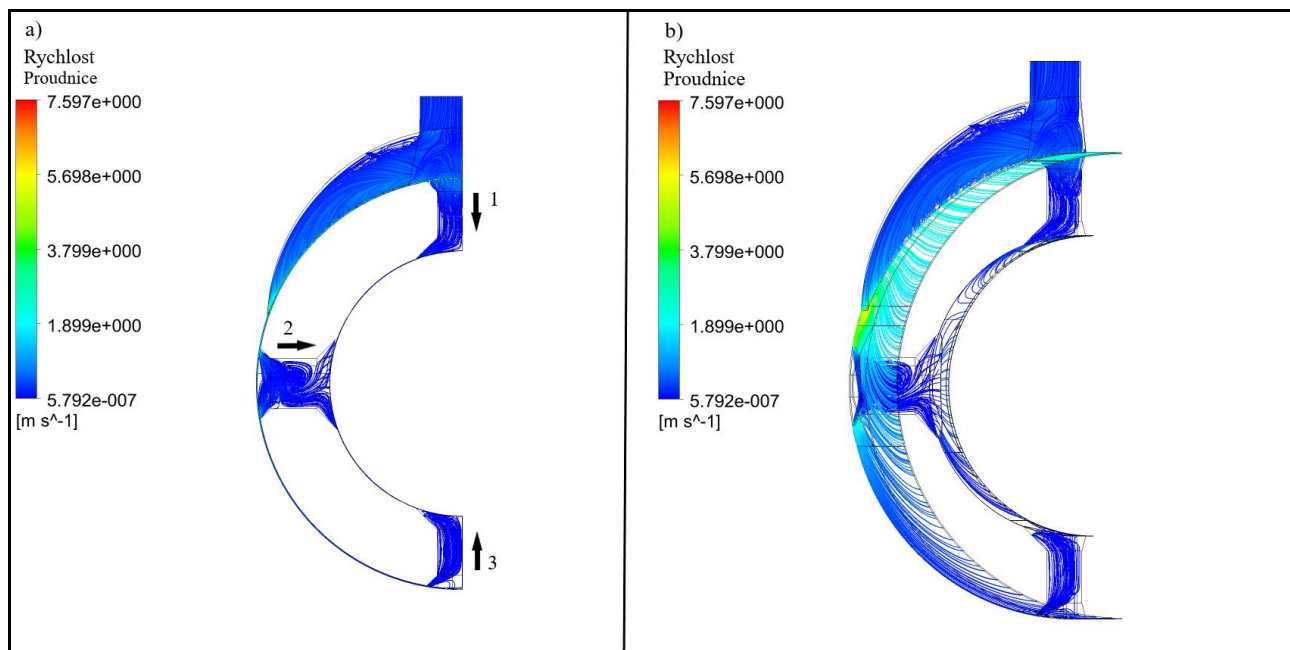 a)
Rychlost
Proudnice
7.597e+000
5.698e+000
3.799e+000
1.899e+000
5.792e-007
[m s^-1]
1
2
3
b)
Rychlost
Proudnice
7.597e+000
5.698e+000
3.799e+000
1.899e+000
5.792e-007
[m s^-1]